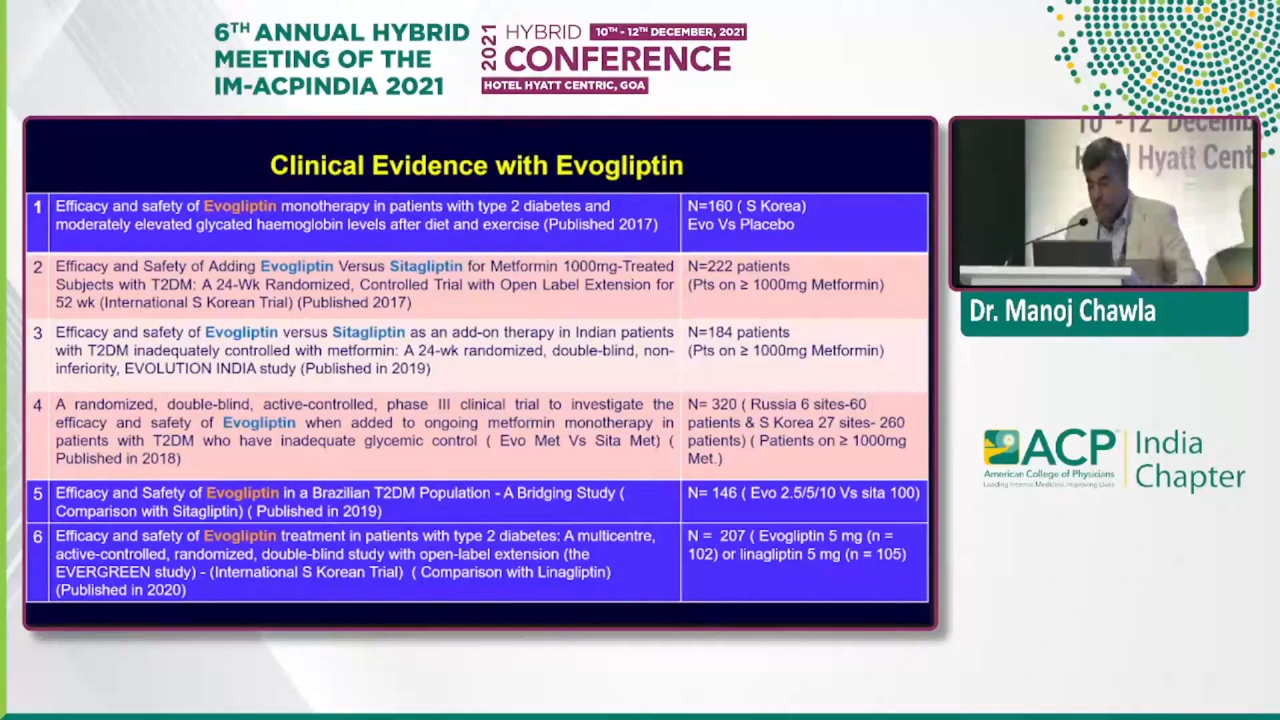 6TH ANNUAL HYBRID
MEETING OF THE
IM-ACPINDIA 2021
2021
HYBRID
10TH - 12TH DECEMBER, 2021
CONFERENCE
HOTEL HYATT CENTRIC, GOA
Clinical Evidence with Evogliptin
1
Efficacy and safety of Evogliptin monotherapy in patients with type 2 diabetes and
moderately elevated glycated haemoglobin levels after diet and exercise (Published 2017)
N=160 ( S Korea)
Evo Vs Placebo
2
Efficacy and Safety of Adding Evogliptin Versus Sitagliptin for Metformin 1000mg-Treated
Subjects with T2DM: A 24-Wk Randomized, Controlled Trial with Open Label Extension for
52 wk (International S Korean Trial) (Published 2017)
N=222 patients
(Pts on ≥ 1000mg Metformin)
3
Efficacy and safety of Evogliptin versus Sitagliptin as an add-on therapy in Indian patients
with T2DM inadequately controlled with metformin: A 24-wk randomized, double-blind, non-
inferiority, EVOLUTION INDIA study (Published in 2019)
N=184 patients
(Pts on ≥ 1000mg Metformin)
4
A randomized, double-blind, active-controlled, phase III clinical trial to investigate the
efficacy and safety of Evogliptin when added to ongoing metformin monotherapy in
patients with T2DM who have inadequate glycemic control ( Evo Met Vs Sita Met) (
Published in 2018)
N= 320 ( Russia 6 sites-60
patients & S Korea 27 sites- 260
patients) ( Patients on ≥ 1000mg
Met.)
5
Efficacy and Safety of Evogliptin in a Brazilian T2DM Population - A Bridging Study (
Comparison with Sitagliptin) ( Published in 2019)
N= 146 ( Evo 2.5/5/10 Vs sita 100)
6
Efficacy and safety of Evogliptin treatment in patients with type 2 diabetes: A multicentre,
active-controlled, randomized, double-blind study with open-label extension (the
EVERGREEN study) - (International S Korean Trial) ( Comparison with Linagliptin)
(Published in 2020)
N = 207 ( Evogliptin 5 mg (n =
102) or linagliptin 5 mg (n = 105)
10 -12 Decemb
Hyatt Cent
Dr. Manoj Chawla
ACP
American College of Physicians
Leading Internal Medicine, Improving Lives
India
Chapter